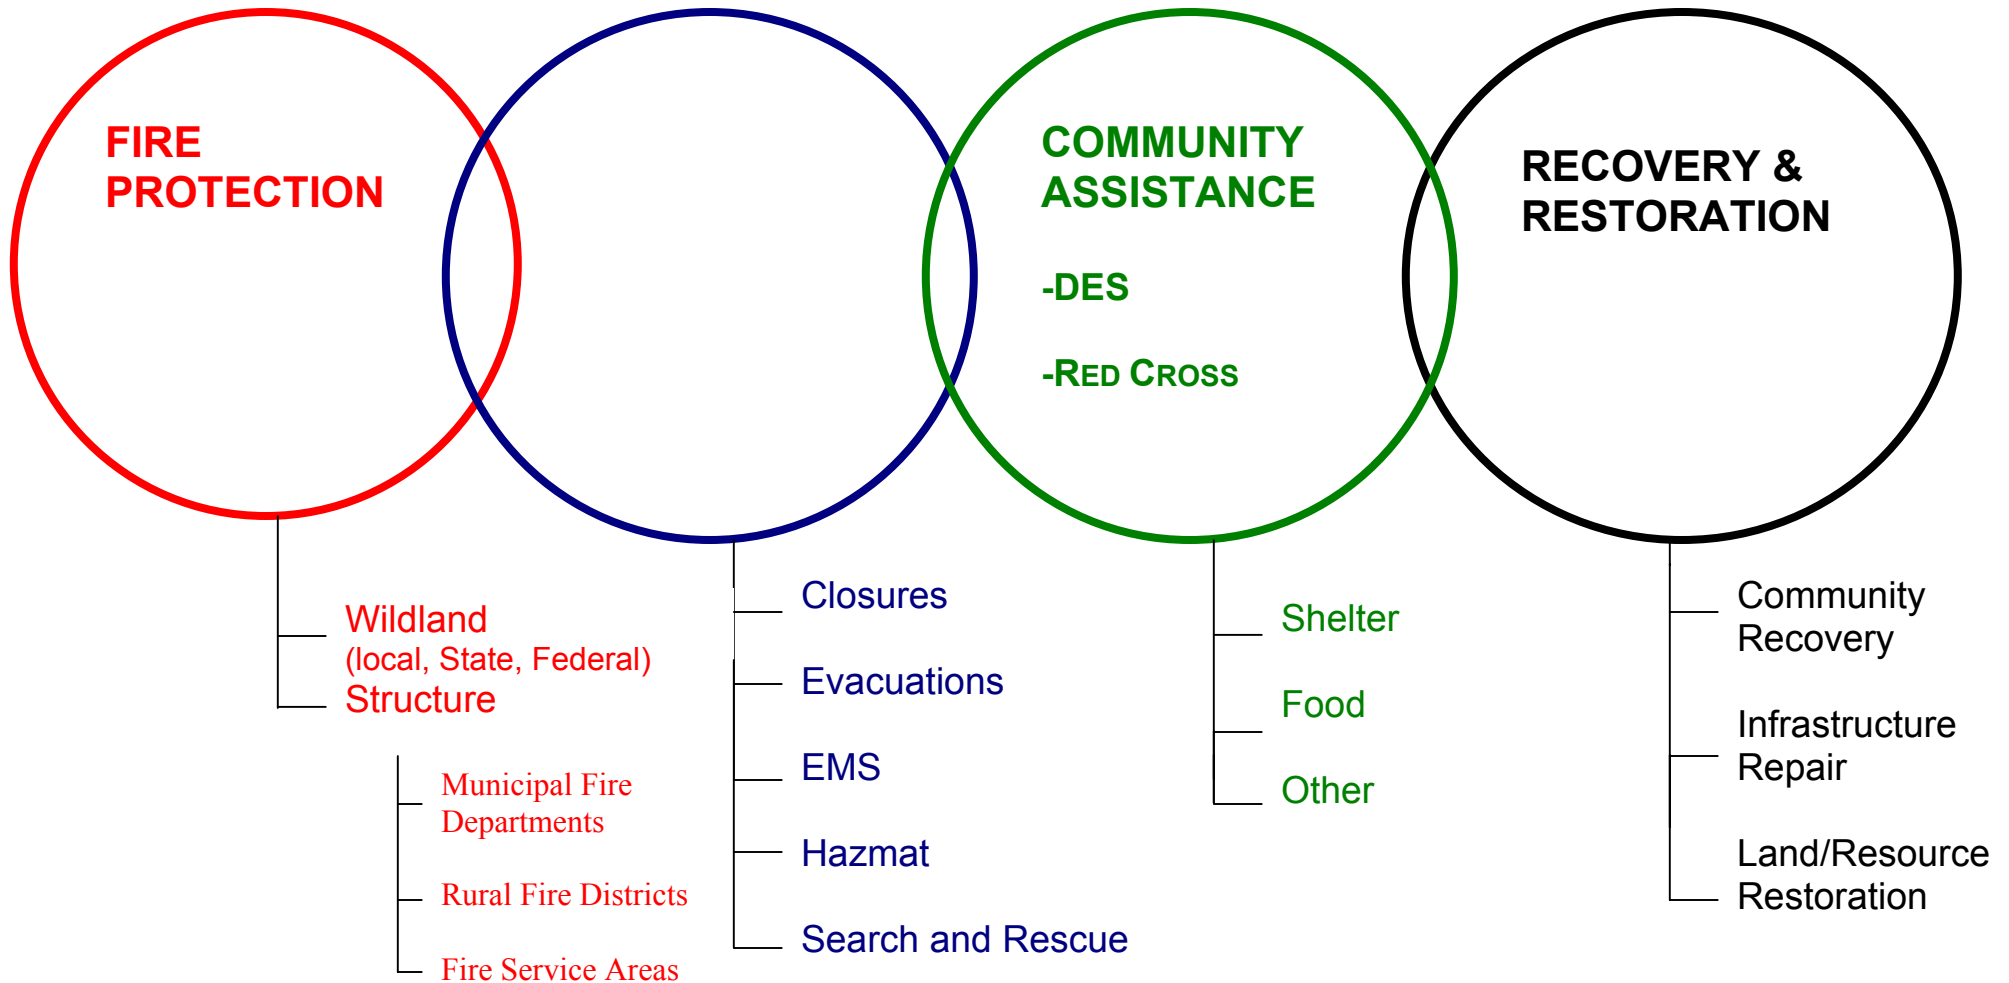 FIRE
PROTECTION
COMMUNITY
ASSISTANCE
-DES
-RED CROSS
RECOVERY &
RESTORATION
Wildland
(local, State, Federal)
Structure
Municipal Fire
Departments
Rural Fire Districts
Fire Service Areas
Closures
Evacuations
EMS
Hazmat
Search and Rescue
Shelter
Food
Other
Community
Recovery
Infrastructure
Repair
Land/Resource
Restoration